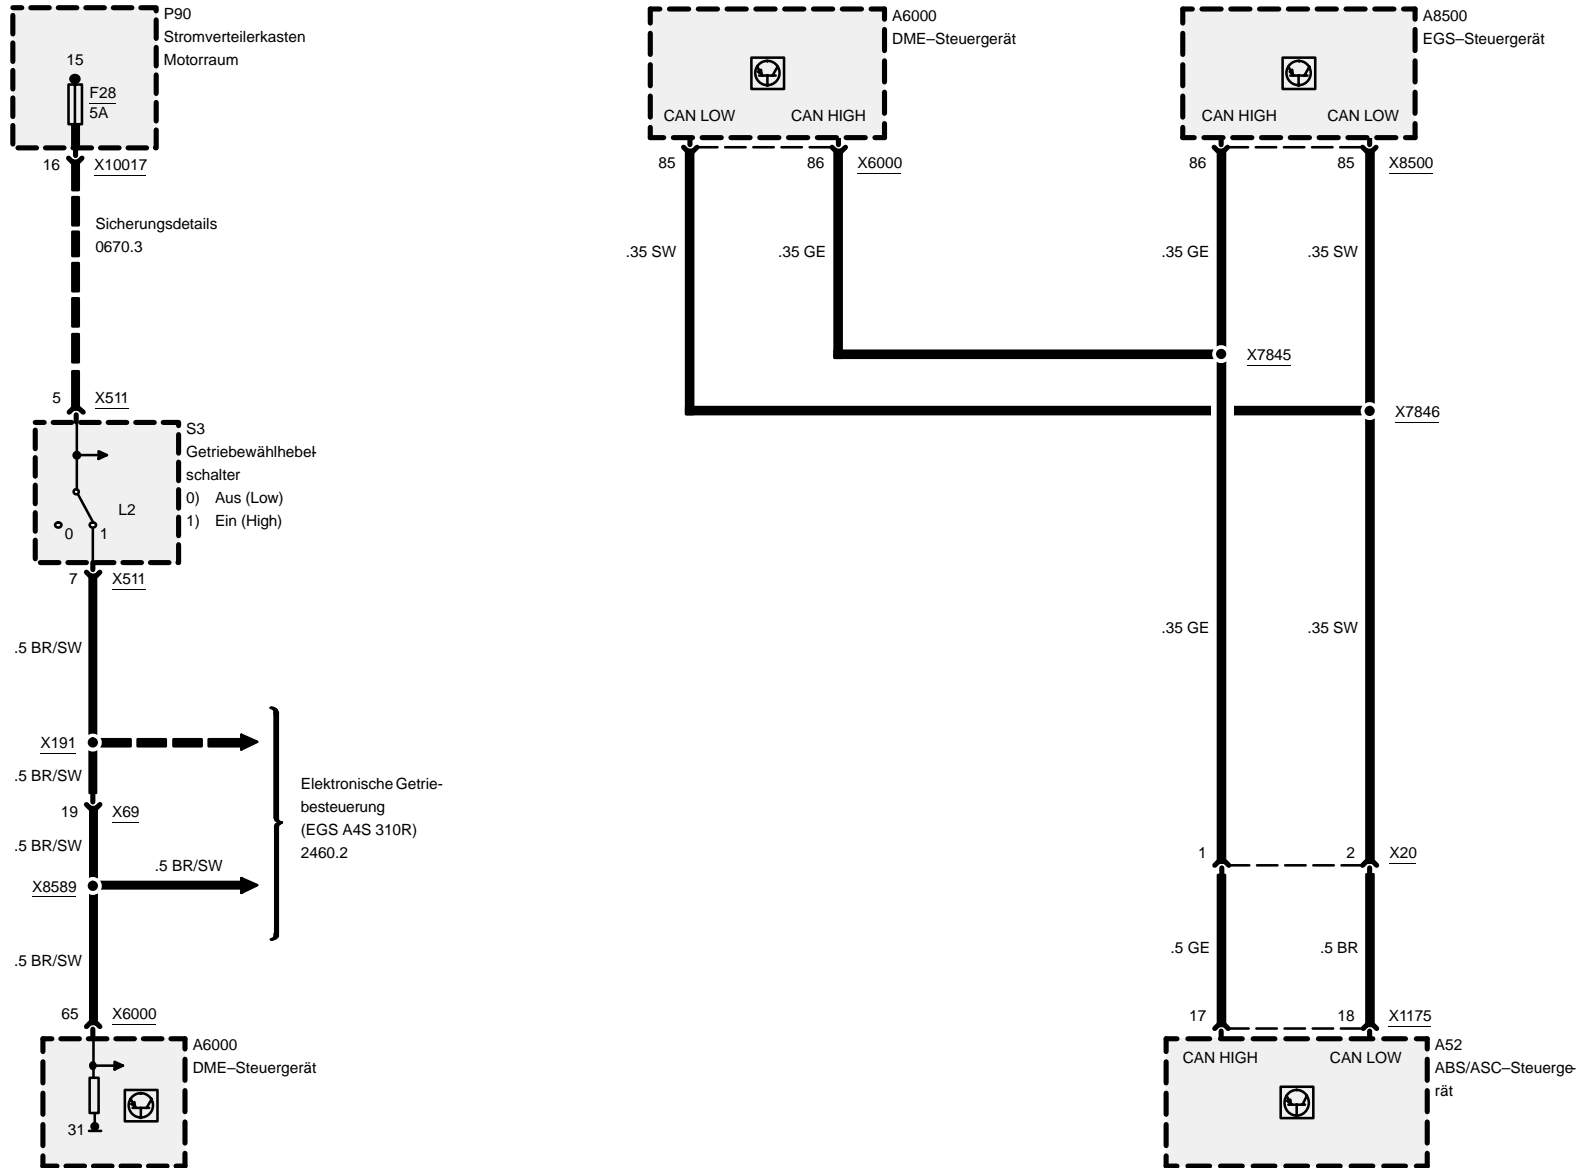 P90
Stromverteilerkasten
Motorraum
15
F28
5A
16 X10017
Sicherungsdetails
0670.3
5 X511
S3
Getriebewählhebel-
schalter
0) Aus (Low)
1) Ein (High)
L2
0 1
7 X511
.5 BR/SW
X191
.5 BR/SW
19 X69
.5 BR/SW
.5 BR/SW
X8589
Elektronische Getrie-
besteuerung
(EGS A4S 310R)
2460.2
.5 BR/SW
65 X6000
A6000
DME–Steuergerät
31
A6000
DME–Steuergerät
CAN LOW CAN HIGH
85 86 X6000
.35 SW .35 GE
A8500
EGS–Steuergerät
CAN HIGH CAN LOW
86 85 X8500
.35 GE .35 SW
X7845
X7846
.35 GE .35 SW
1 2 X20
.5 GE .5 BR
17 18 X1175
A52
ABS/ASC–Steuerge-
rät
CAN HIGH CAN LOW